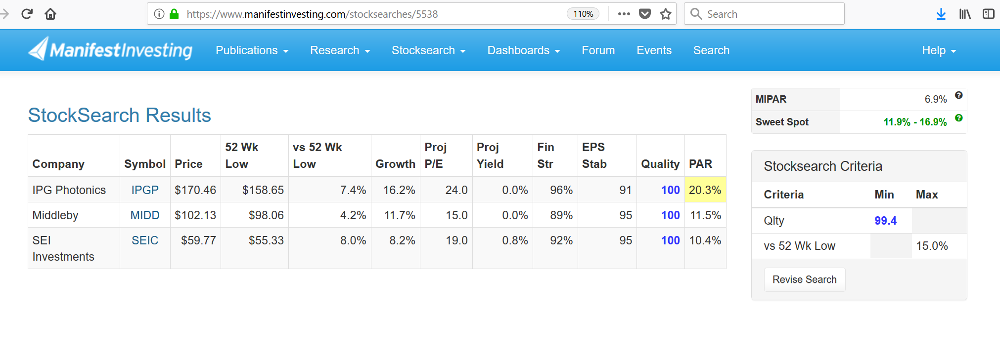 https://www.manifestinvesting.com/stocksearches/5538 110% Search
ManifestInvesting Publications Research Stocksearch Dashboards Forum Events Search Help
StockSearch Results
Company Symbol Price 52 Wk Low vs 52 Wk Low Growth Proj P/E Proj Yield Fin Str EPS Stab Quality PAR
IPG Photonics IPGP $170.46 $158.65 7.4% 16.2% 24.0 0.0% 96% 91 100 20.3%
Middleby MIDD $102.13 $98.06 4.2% 11.7% 15.0 0.0% 89% 95 100 11.5%
SEI Investments SEIC $59.77 $55.33 8.0% 8.2% 19.0 0.8% 92% 95 100 10.4%
MIPAR 6.9% ?
Sweet Spot 11.9% - 16.9% ?
Stocksearch Criteria
Criteria Min Max
Qlty 99.4
vs 52 Wk Low 15.0%
Revise Search